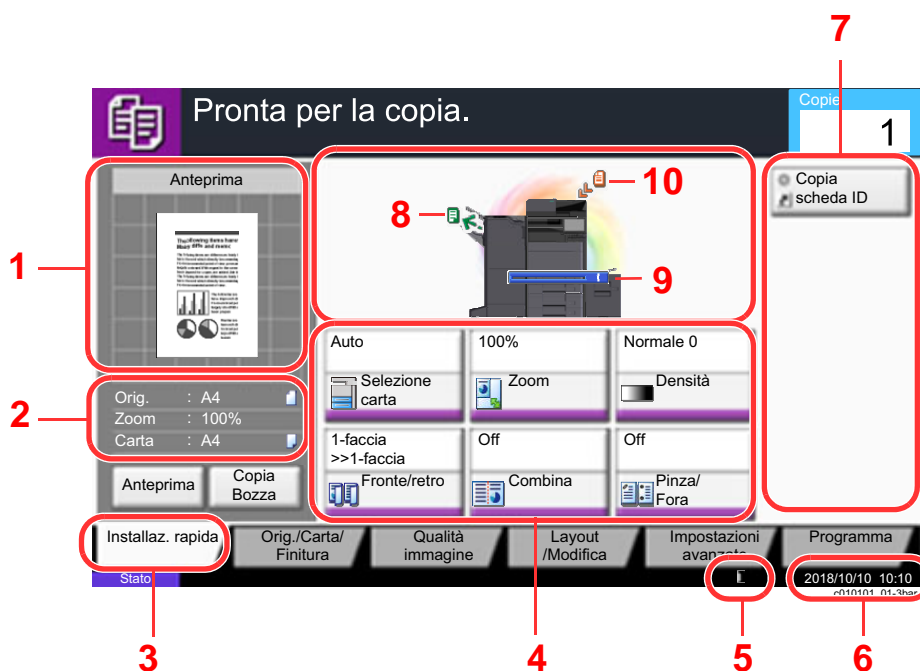 7
Pronta per la copia.
Copie
1
Anteprima
Copia
scheda ID
10
8
1
9
Auto
100%
Normale 0
Selezione
carta
Zoom
Densità
Orig. : A4
Zoom : 100%
Carta : A4
2
1-faccia
>>1-faccia
Off
Off
Fronte/retro
Combina
Pinza/
Fora
Anteprima
Copia
Bozza
Installaz. rapida
Orig./Carta/
Finitura
Qualità
immagine
Layout
/Modifica
Impostazioni
avanzate
Programma
Stato
2018/10/10 10:10
c010101_01-3bar
3
4
5
6